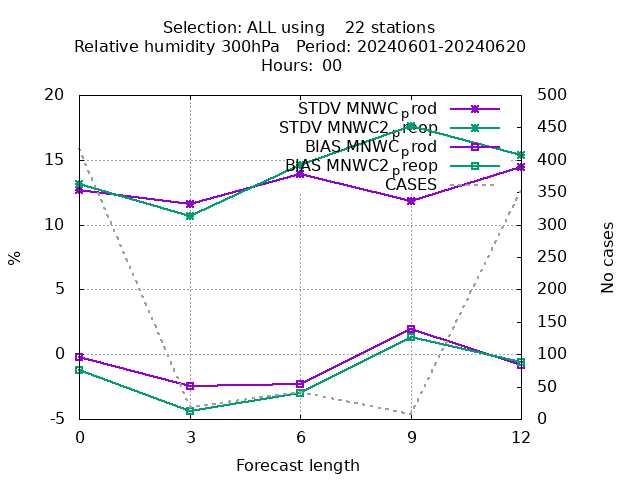 Selection: ALL using 22 stations
Relative humidity 300hPa Period: 20240601-20240620
Hours: 00
20 500
STDV MNWC_prod
STDV MNWC2_preop
450
BIAS MNWC_prod
15 400
BIAS MNWC2_preop
CASES
350
10 300
250
5 200
150
0 100
50
-5 0
%
No cases
0 3 6 9 12
Forecast length